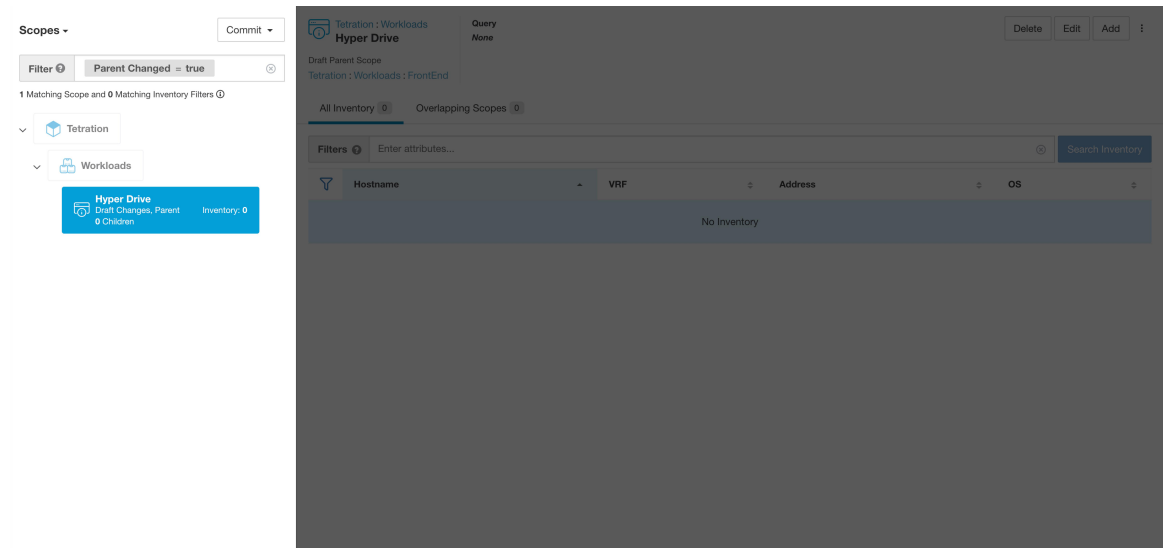 Scopes
Commit
Filter
Parent Changed = true
1 Matching Scope and 0 Matching Inventory Filters
Tetration
Workloads
Hyper Drive
Draft Changes, Parent
0 Children
Inventory: 0
Tetration : Workloads
Hyper Drive
Query
None
Delete
Edit
Add
Draft Parent Scope
Tetration : Workloads : FrontEnd
All Inventory 0
Overlapping Scopes 0
Filters
Enter attributes...
Search Inventory
Hostname
VRF
Address
OS
No Inventory